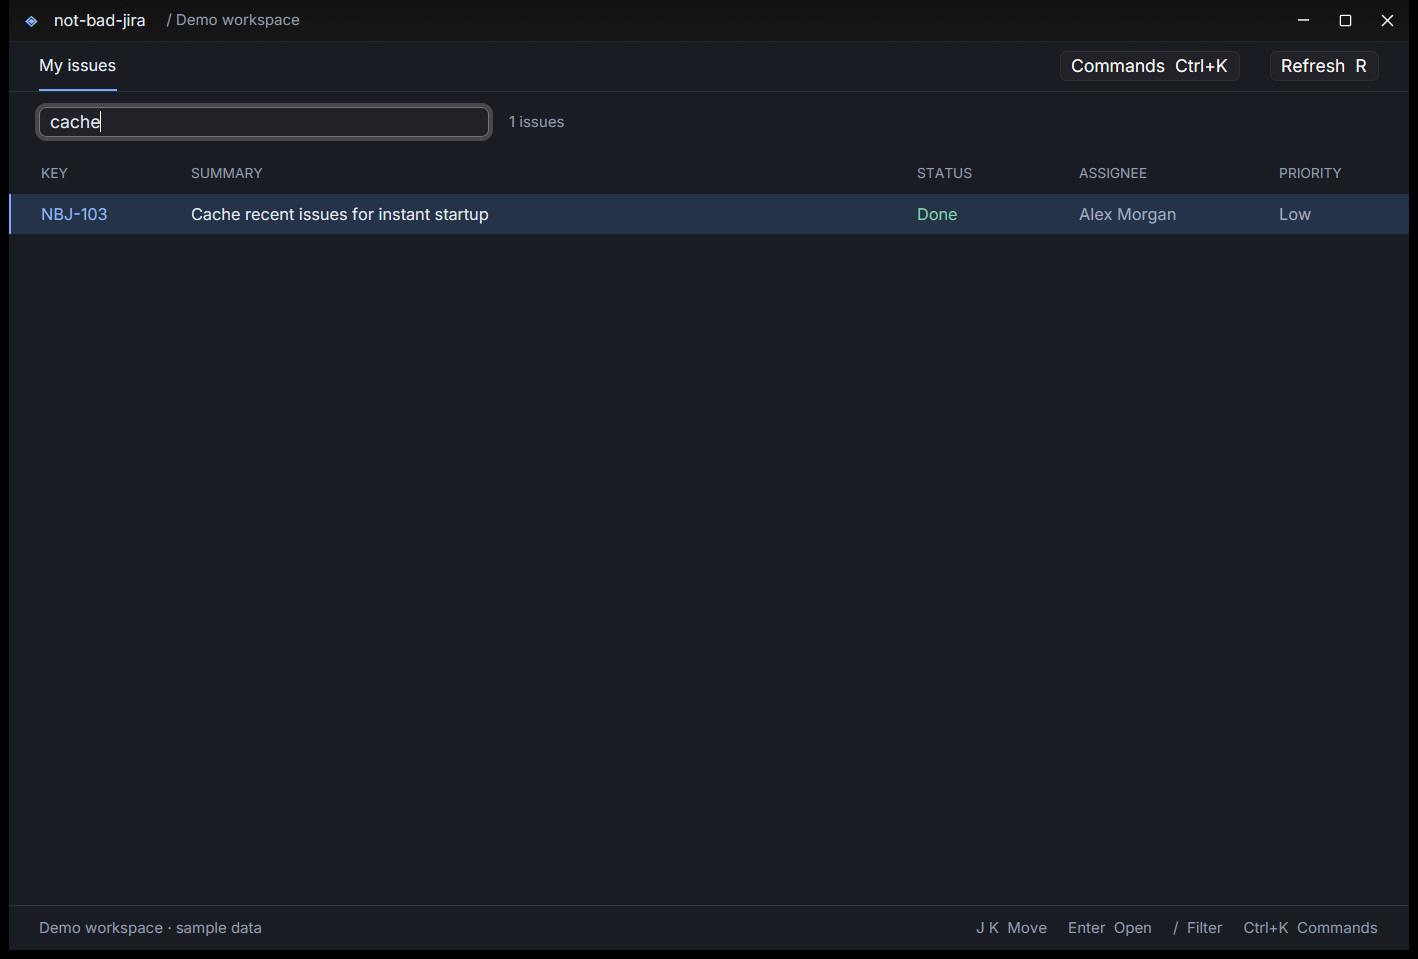 not-bad-jira / Demo workspace
My issues Commands Ctrl+K Refresh R
cache 1 issues
KEY SUMMARY STATUS ASSIGNEE PRIORITY
NBJ-103 Cache recent issues for instant startup Done Alex Morgan Low
Demo workspace · sample data J K Move Enter Open / Filter Ctrl+K Commands